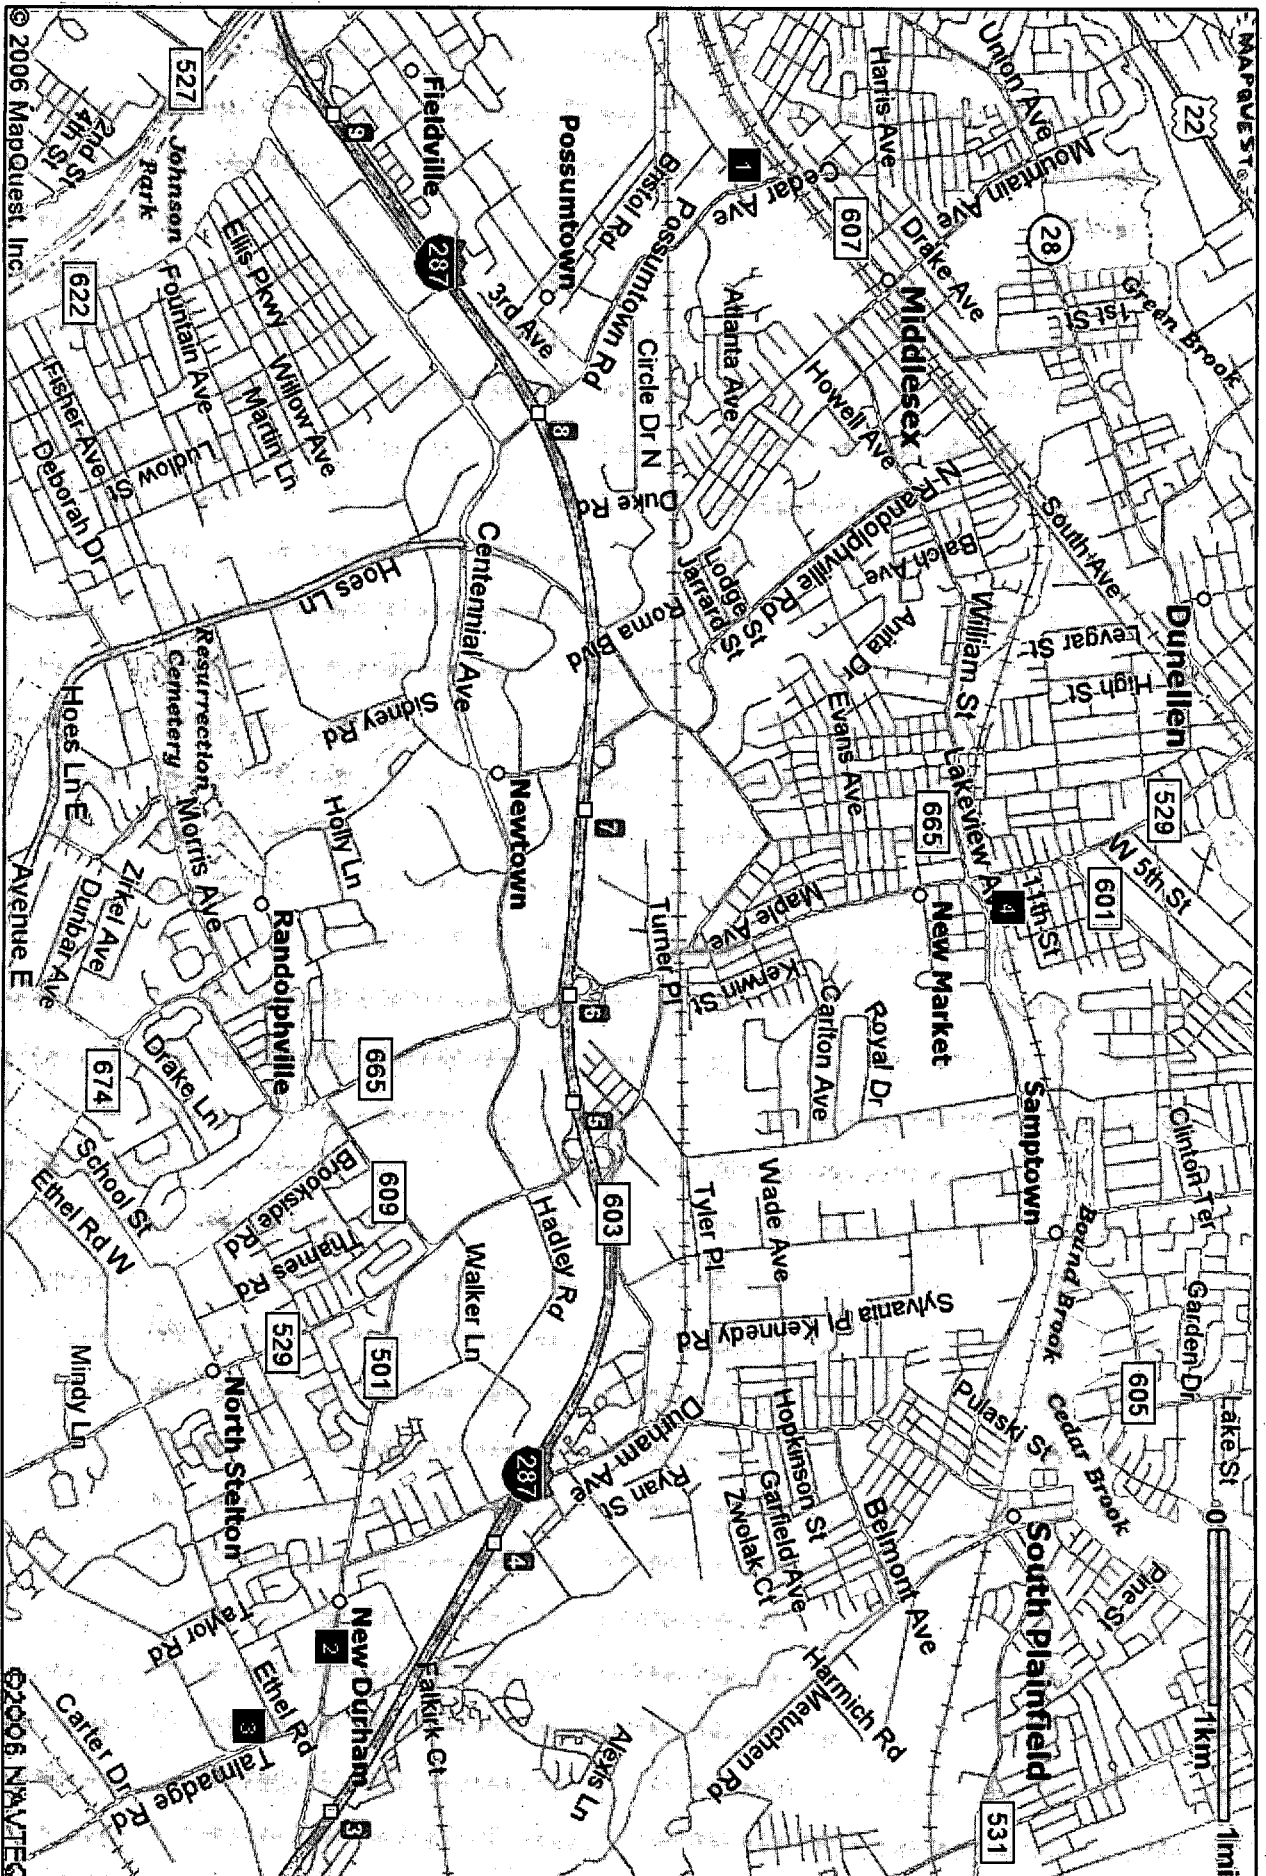 MAPQUEST®
22
Union Ave
Mountain Ave
Harris Ave
28
Green Brook
1st St
Cedar Ave
607
Drake Ave
Middlesex
1
Bristol Rd
Possumtown Rd
Possumtown
Atlanta Ave
Circle Dr N
Howell Ave
N Randolphville Rd
Duke Rd
Fieldville
9
527
Johnson
Park
2nd St
4th St
287
3rd Ave
8
622
Ellis Pkwy
Fountain Ave
Willow Ave
Martin Ln
Ludlow St
Fisher Ave
Deborah Dr
Hoes Ln
Centennial Ave
Roma Blvd
Lodge St
Jarrard St
Balch Ave
Anita Dr
William St
South Ave
Dunellen
Levgar St
High St
Evans Ave
Lakeview Av
665
529
W 5th St
601
11th St
4
New Market
Maple Ave
Kerwin St
Carlton Ave
Royal Dr
Turner Pl
7
6
5
Newtown
Sidney Rd
Holly Ln
Resurrection
Cemetery
Hoes Ln E
Morris Ave
Zirkel Ave
Dunbar Ave
Avenue E
Randolphville
665
Drake Ln
674
School St
Ethel Rd W
Brookside Rd
609
Thames Rd
529
501
Walker Ln
Hadley Rd
603
Tyler Pl
Wade Ave
Samptown
Clinton Ter
Bound Brook
Garden Dr
605
Lake St
Cedar Brook
Sylvania Pl
Kennedy Rd
Pulaski St
Hopkinson St
Garfield Ave
Zwolak Ct
Belmont Ave
Durham Ave
Ryan St
287
4
Mindy Ln
North Stelton
Taylor Rd
New Durham
2
Ethel Rd
3
Talmadge Rd
Carter Dr
Falkirk Ct
3
Alexis Ln
Metuchen Rd
Harmich Rd
South Plainfield
Pine St
531
0
1km
1mi
© 2006 MapQuest, Inc.
©2006 NAVTEQ